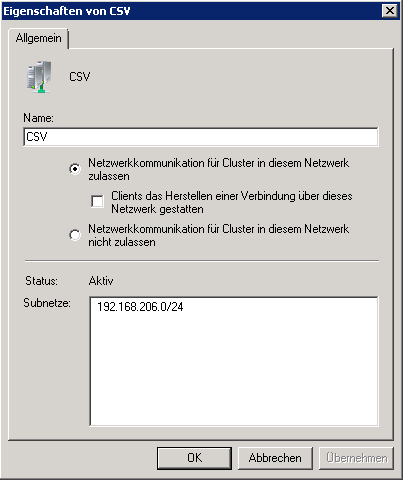 Eigenschaften von CSV
Allgemein
CSV
Name:
CSV
Netzwerkkommunikation für Cluster in diesem Netzwerk
zulassen
Clients das Herstellen einer Verbindung über dieses
Netzwerk gestatten
Netzwerkkommunikation für Cluster in diesem Netzwerk
nicht zulassen
Status: Aktiv
Subnetze: 192.168.206.0/24
OK Abbrechen Übernehmen